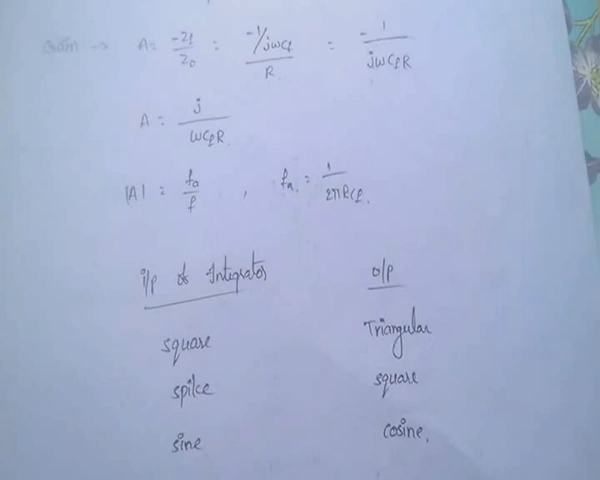 Gain → A = -Zf/Z0 = -1/jωCf/R = -1/jωCfR
A = j/ωCfR
|A| = fa/f , fa = 1/2πRCf.
i/p of Integrator o/p
square Triangular
spike square
sine cosine.